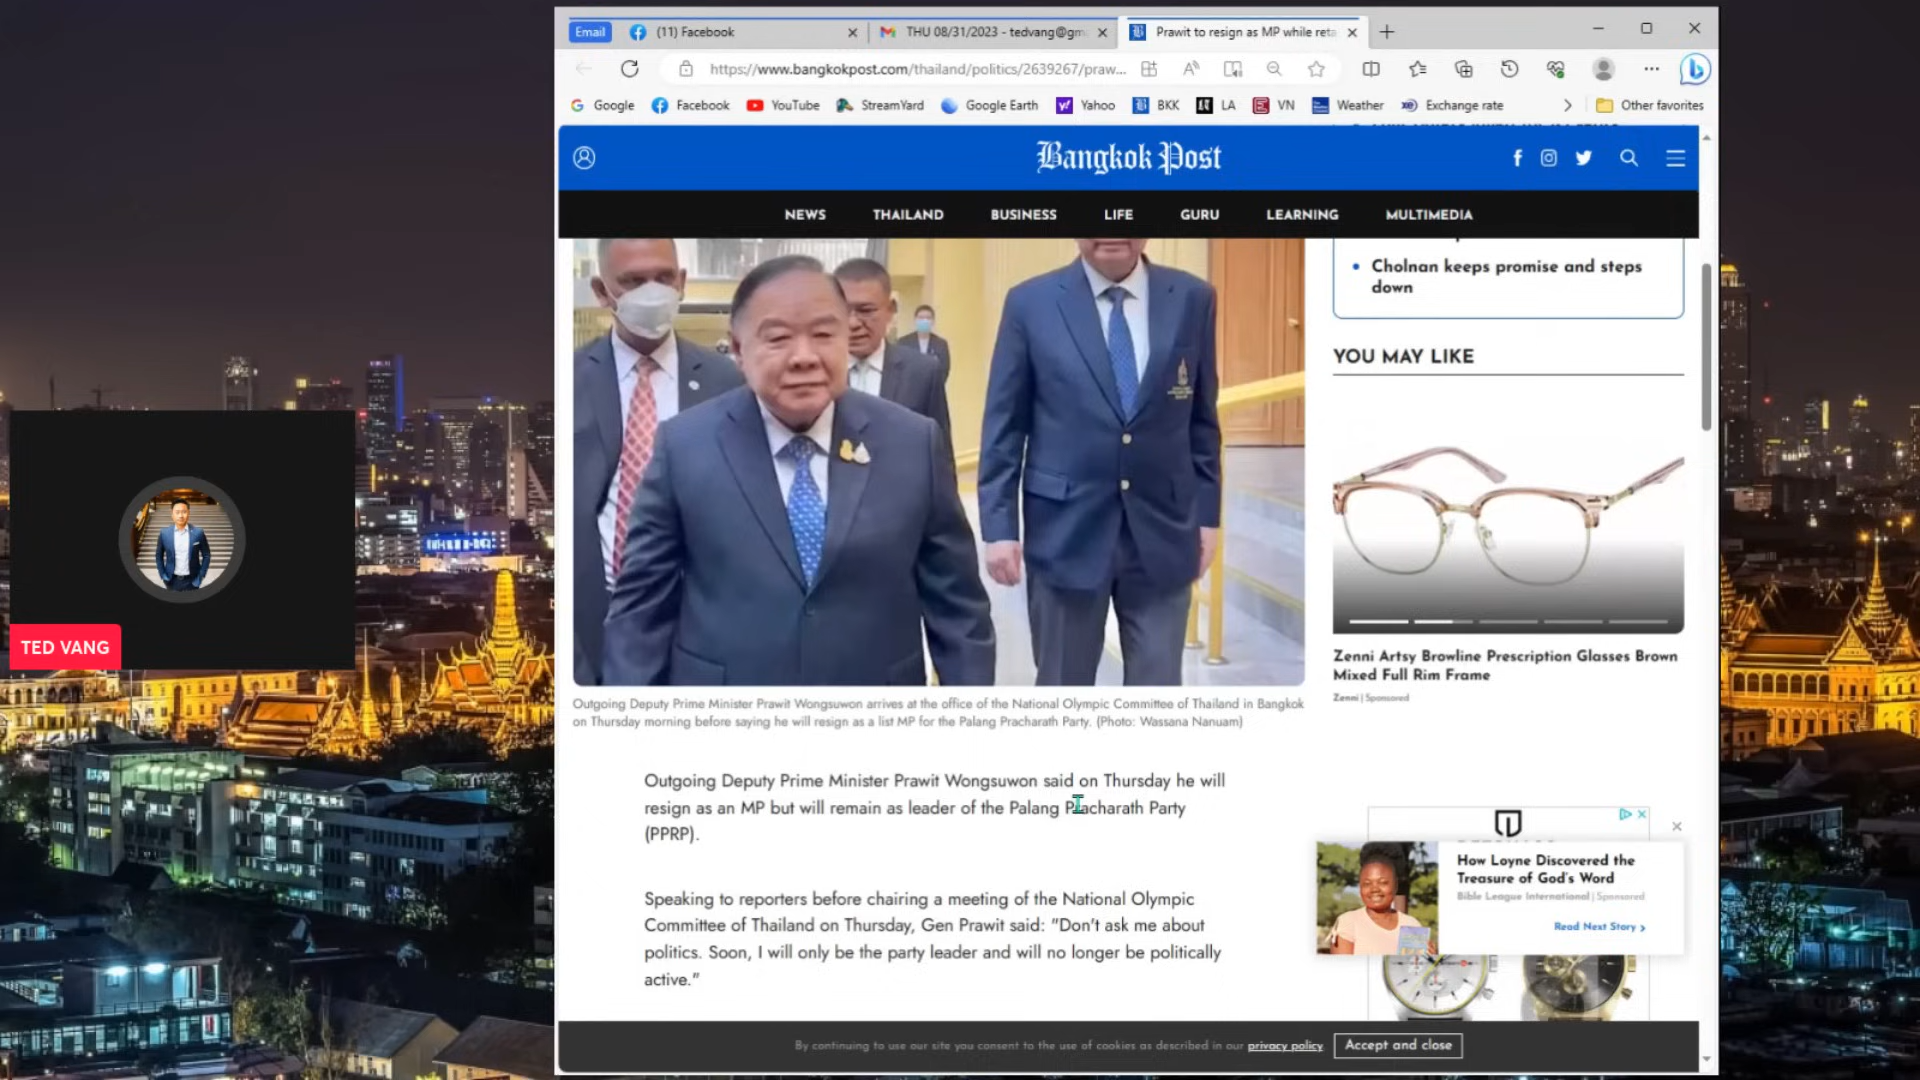 Email
(11) Facebook
THU 08/31/2023 - tedvang@gm
Prawit to resign as MP while reta
https://www.bangkokpost.com/thailand/politics/2639267/praw...
Google
Facebook
YouTube
StreamYard
Google Earth
Yahoo
BKK
LA
VN
Weather
Exchange rate
Other favorites
Bangkok Post
NEWS
THAILAND
BUSINESS
LIFE
GURU
LEARNING
MULTIMEDIA
Cholnan keeps promise and steps
down
YOU MAY LIKE
Zenni Artsy Browline Prescription Glasses Brown
Mixed Full Rim Frame
Zenni | Sponsored
TED VANG
Outgoing Deputy Prime Minister Prawit Wongsuwon arrives at the office of the National Olympic Committee of Thailand in Bangkok
on Thursday morning before saying he will resign as a list MP for the Palang Pracharath Party. (Photo: Wassana Nanuam)
Outgoing Deputy Prime Minister Prawit Wongsuwon said on Thursday he will
resign as an MP but will remain as leader of the Palang Pracharath Party
(PPRP).
Speaking to reporters before chairing a meeting of the National Olympic
Committee of Thailand on Thursday, Gen Prawit said: "Don't ask me about
politics. Soon, I will only be the party leader and will no longer be politically
active."
How Loyne Discovered the
Treasure of God's Word
Bible League International | Sponsored
Read Next Story
By continuing to use our site you consent to the use of cookies as described in our privacy policy
Accept and close